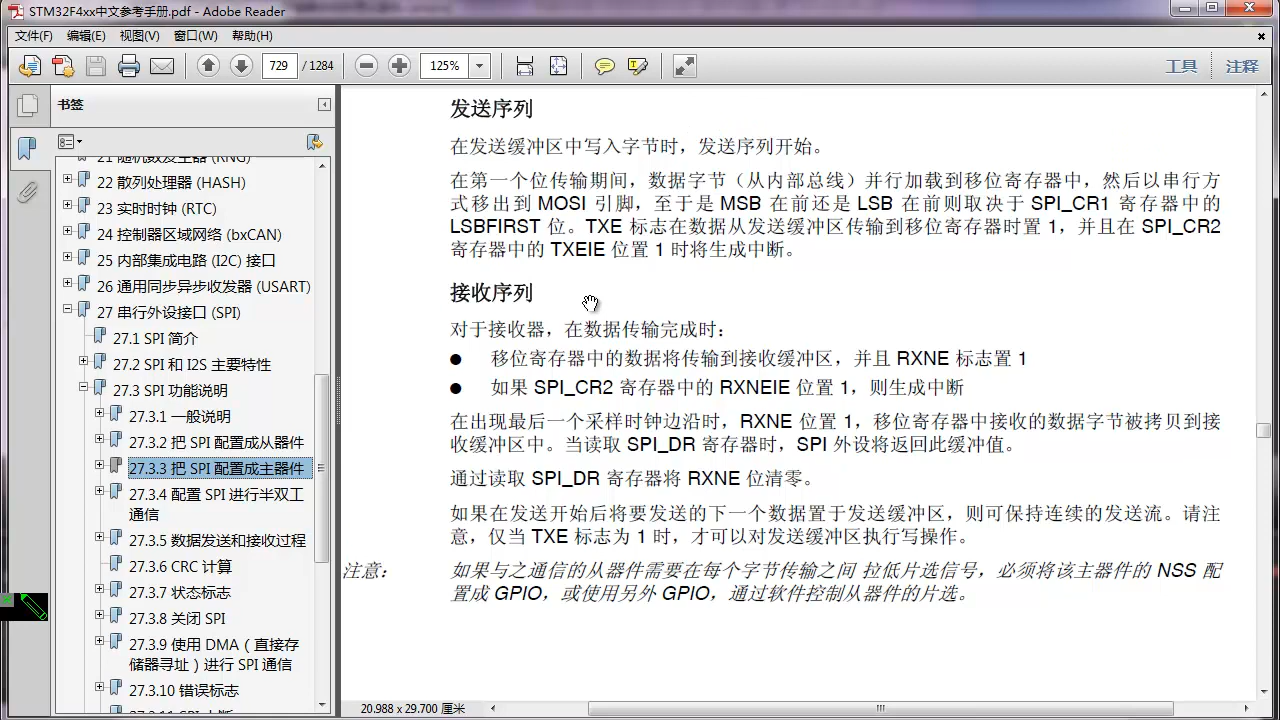 STM32F4xx中文参考手册.pdf - Adobe Reader
文件(F) 编辑(E) 视图(V) 窗口(W) 帮助(H)
729 / 1284 125% 工具 注释
书签
21 随机数发生器 (RNG)
22 散列处理器 (HASH)
23 实时时钟 (RTC)
24 控制器区域网络 (bxCAN)
25 内部集成电路 (I2C) 接口
26 通用同步异步收发器 (USART)
27 串行外设接口 (SPI)
27.1 SPI 简介
27.2 SPI 和 I2S 主要特性
27.3 SPI 功能说明
27.3.1 一般说明
27.3.2 把 SPI 配置成从器件
27.3.3 把 SPI 配置成主器件
27.3.4 配置 SPI 进行半双工
通信
27.3.5 数据发送和接收过程
27.3.6 CRC 计算
27.3.7 状态标志
27.3.8 关闭 SPI
27.3.9 使用 DMA（直接存
储器寻址）进行 SPI 通信
27.3.10 错误标志
27.3.11 SPI 中断
发送序列
在发送缓冲区中写入字节时，发送序列开始。
在第一个位传输期间，数据字节（从内部总线）并行加载到移位寄存器中，然后以串行方
式移出到 MOSI 引脚，至于是 MSB 在前还是 LSB 在前则取决于 SPI_CR1 寄存器中的
LSBFIRST 位。TXE 标志在数据从发送缓冲区传输到移位寄存器时置 1，并且在 SPI_CR2
寄存器中的 TXEIE 位置 1 时将生成中断。
接收序列
对于接收器，在数据传输完成时：
● 移位寄存器中的数据将传输到接收缓冲区，并且 RXNE 标志置 1
● 如果 SPI_CR2 寄存器中的 RXNEIE 位置 1，则生成中断
在出现最后一个采样时钟边沿时，RXNE 位置 1，移位寄存器中接收的数据字节被拷贝到接
收缓冲区中。当读取 SPI_DR 寄存器时，SPI 外设将返回此缓冲值。
通过读取 SPI_DR 寄存器将 RXNE 位清零。
如果在发送开始后将要发送的下一个数据置于发送缓冲区，则可保持连续的发送流。请注
意，仅当 TXE 标志为 1 时，才可以对发送缓冲区执行写操作。
注意： 如果与之通信的从器件需要在每个字节传输之间 拉低片选信号，必须将该主器件的 NSS 配
置成 GPIO，或使用另外 GPIO，通过软件控制从器件的片选。
20.988 x 29.700 厘米